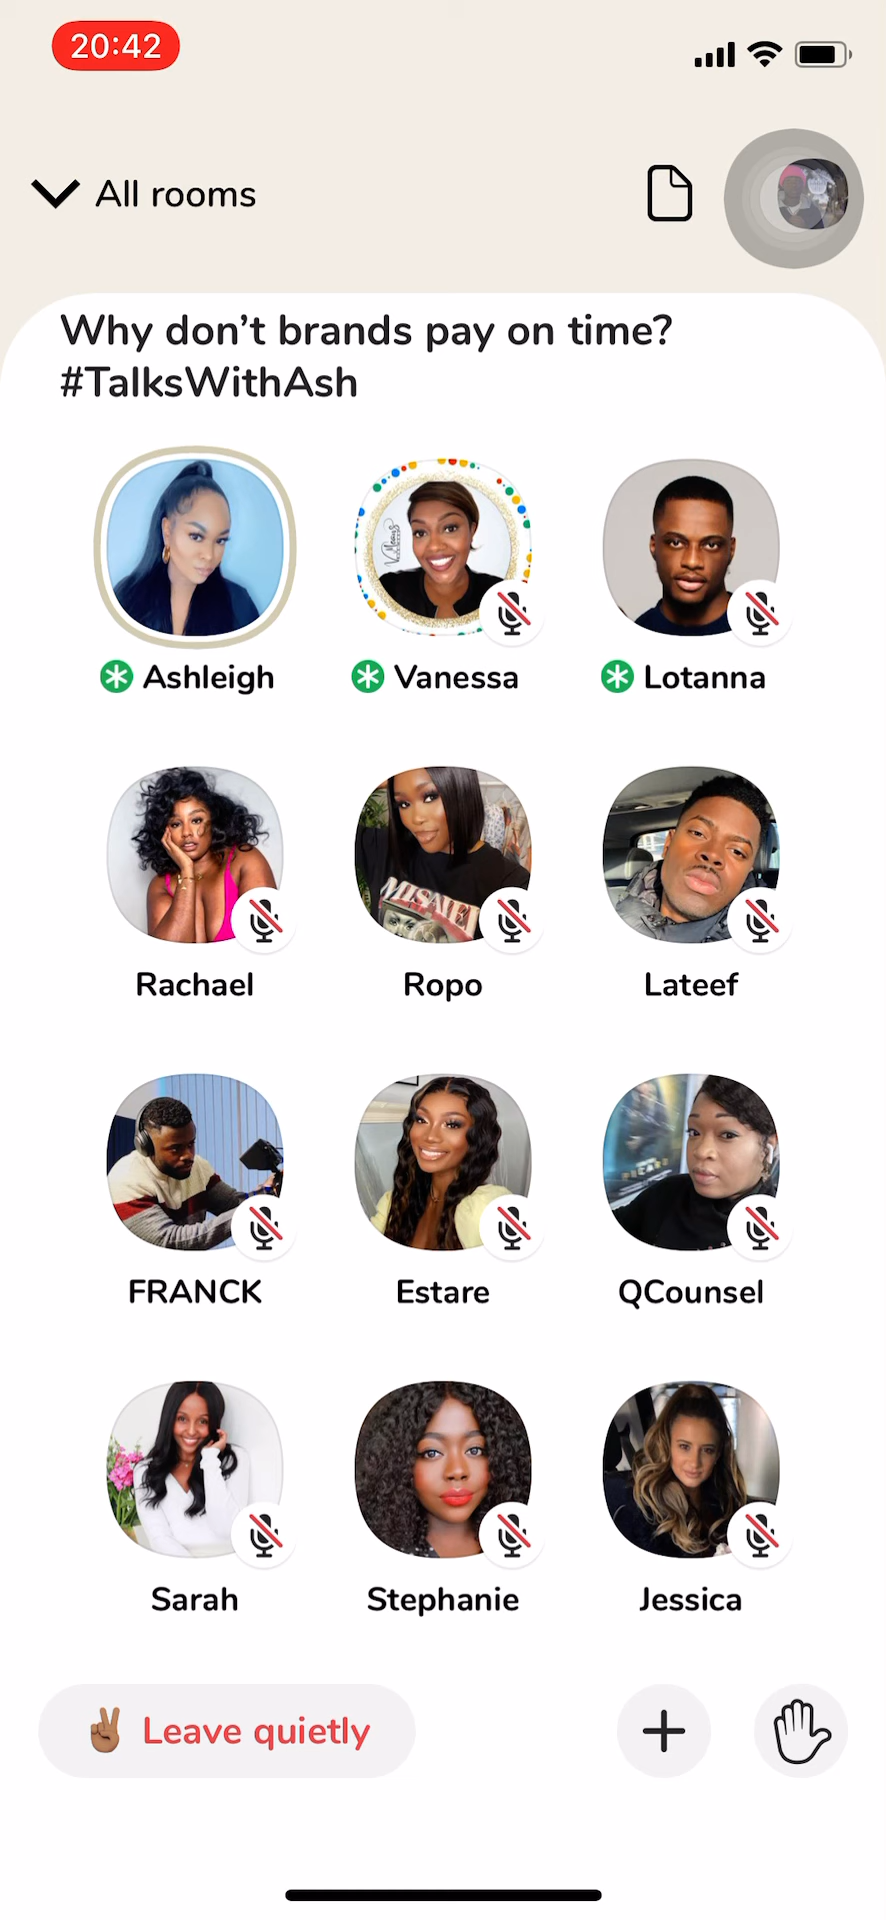 20:42
All rooms
Why don’t brands pay on time?
#TalksWithAsh
Ashleigh
Vanessa
Lotanna
Rachael
Ropo
Lateef
FRANCK
Estare
QCounsel
Sarah
Stephanie
Jessica
Leave quietly